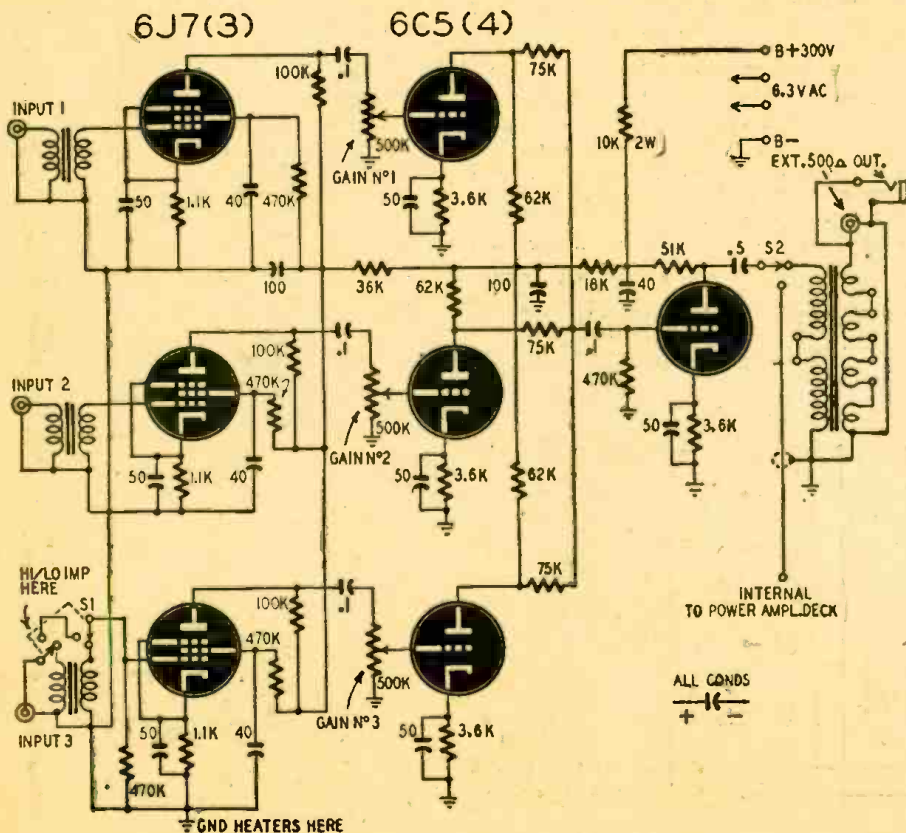 6J7(3)
6C5(4)
INPUT 1
50
1.1K
40
470K
100K
.1
GAIN Nº1
500K
50
3.6K
75K
62K
10K 2W
B+300V
6.3V AC
B-
EXT.500Ω OUT.
100
36K
62K
100
18K
40
51K
.5
S2
INPUT 2
50
1.1K
40
470K
100K
.1
GAIN Nº2
500K
50
3.6K
75K
62K
.1
470K
50
3.6K
HI/LO IMP
HERE
S1
INPUT 3
470K
50
1.1K
40
470K
100K
.1
GAIN Nº3
500K
50
3.6K
75K
INTERNAL
TO POWER AMPL.DECK
ALL CONDS
+ -
GND HEATERS HERE